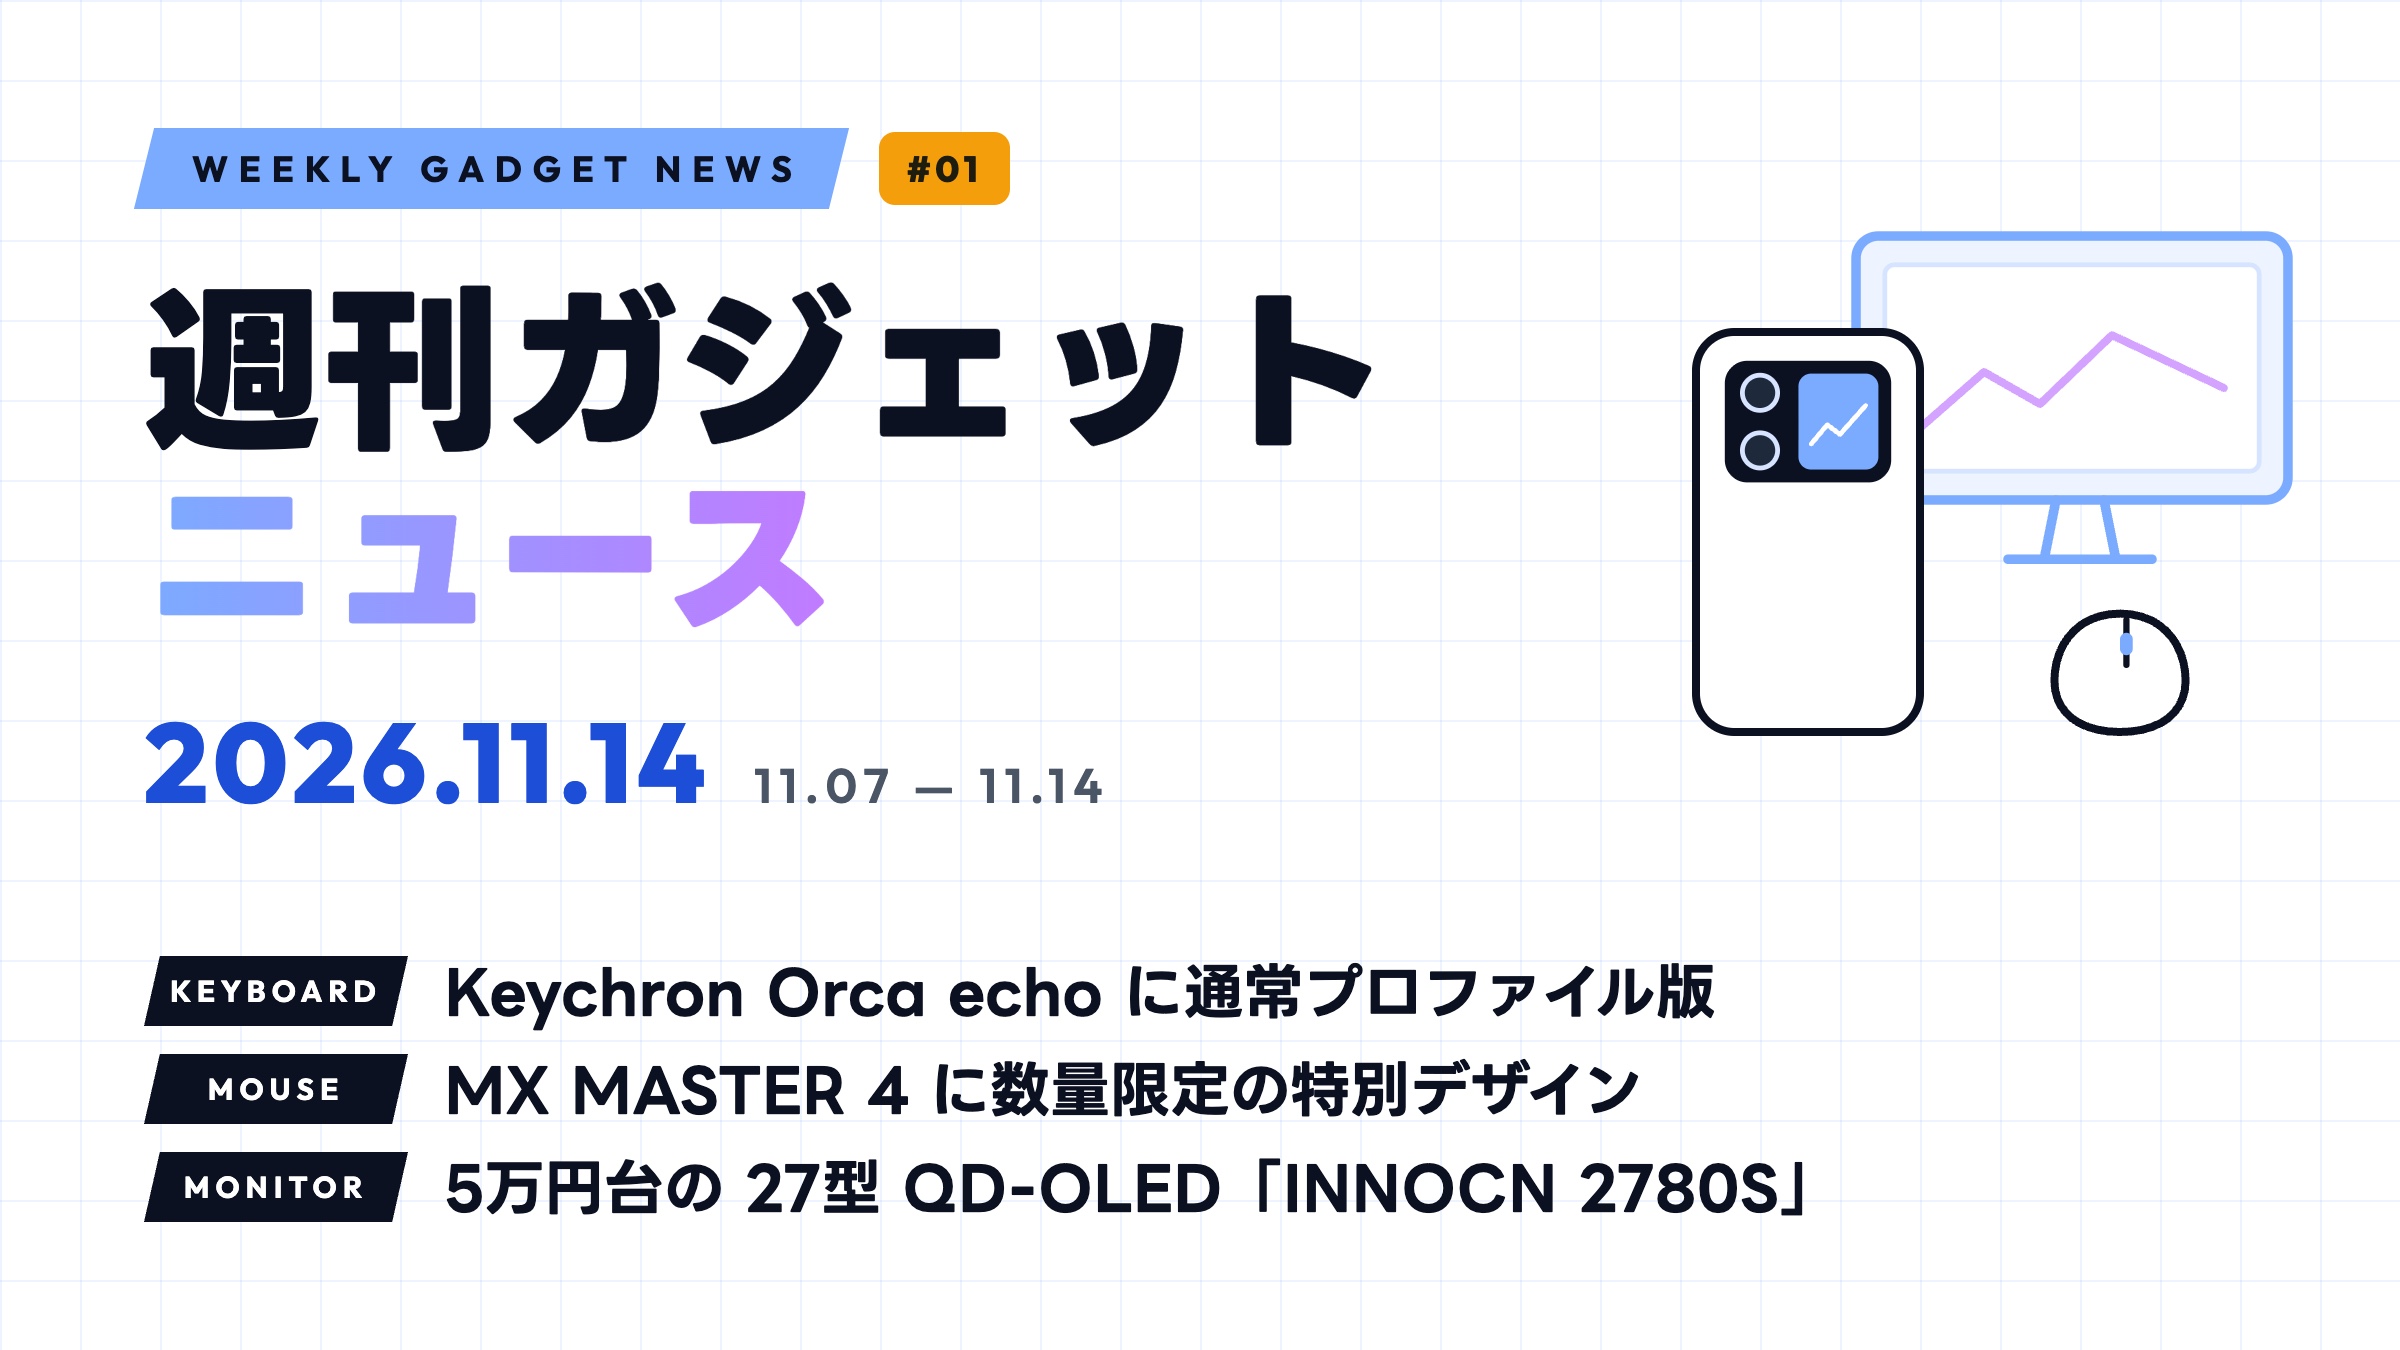 WEEKLY GADGET NEWS #01
週刊ガジェット
ニュース
2026.11.14 11.07 — 11.14
KEYBOARD Keychron Orca echo に通常プロファイル版
MOUSE MX MASTER 4 に数量限定の特別デザイン
MONITOR 5万円台の 27型 QD-OLED「INNOCN 2780S」